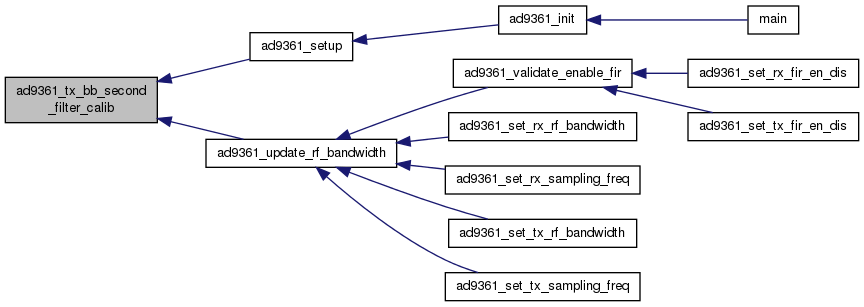 ad9361_tx_bb_second
_filter_calib
ad9361_setup
ad9361_init
main
ad9361_update_rf_bandwidth
ad9361_validate_enable_fir
ad9361_set_rx_fir_en_dis
ad9361_set_tx_fir_en_dis
ad9361_set_rx_rf_bandwidth
ad9361_set_rx_sampling_freq
ad9361_set_tx_rf_bandwidth
ad9361_set_tx_sampling_freq